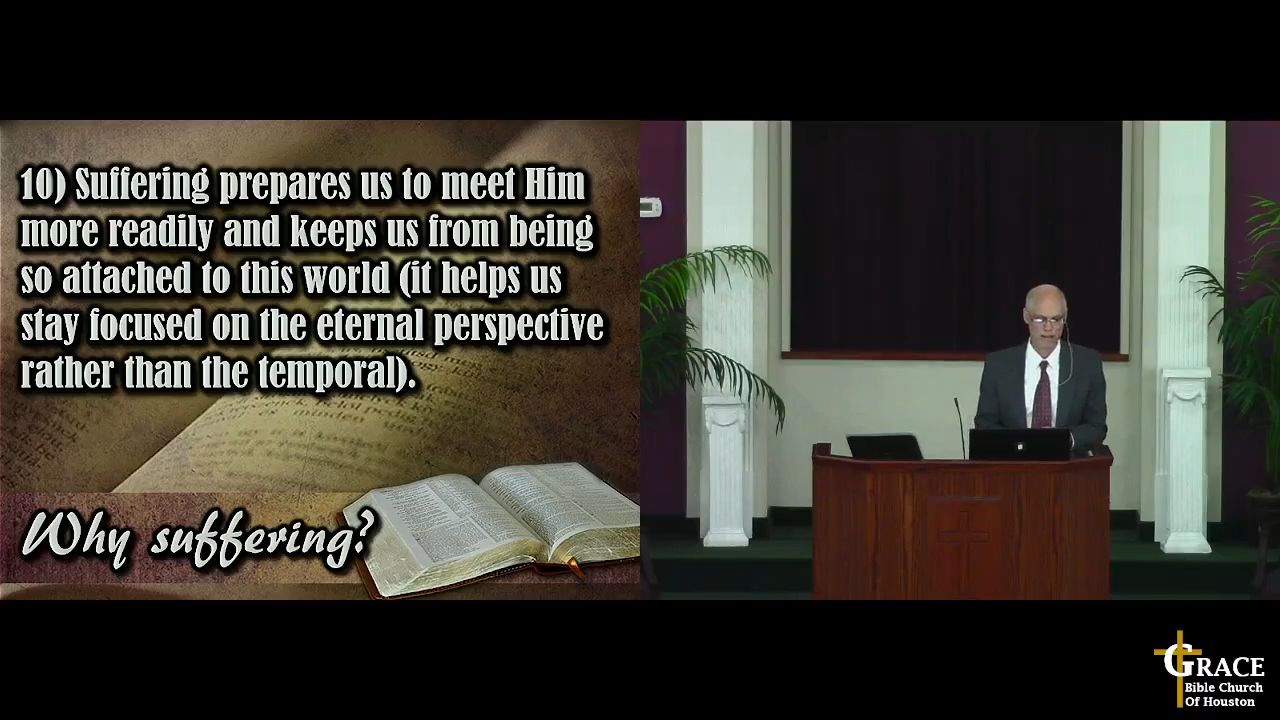 10) Suffering prepares us to meet Him
more readily and keeps us from being
so attached to this world (it helps us
stay focused on the eternal perspective
rather than the temporal).
Why suffering?
GRACE
Bible Church
Of Houston